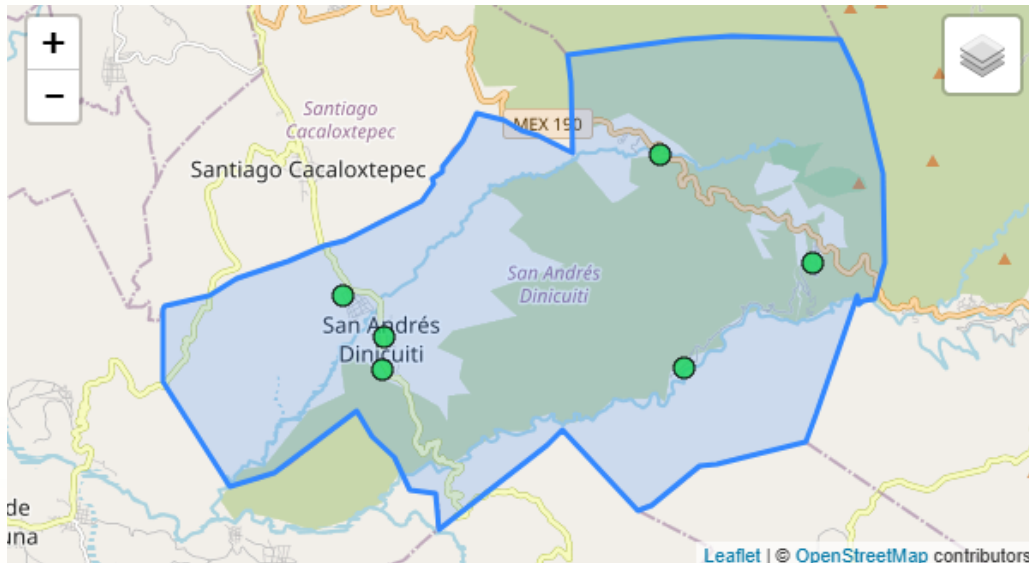 +
−
Santiago
Cacaloxtepec
MEX 190
Santiago Cacaloxtepec
San Andrés
Dinicuiti
San Andrés
Dinicuiti
de
una
Leaflet | © OpenStreetMap contributors